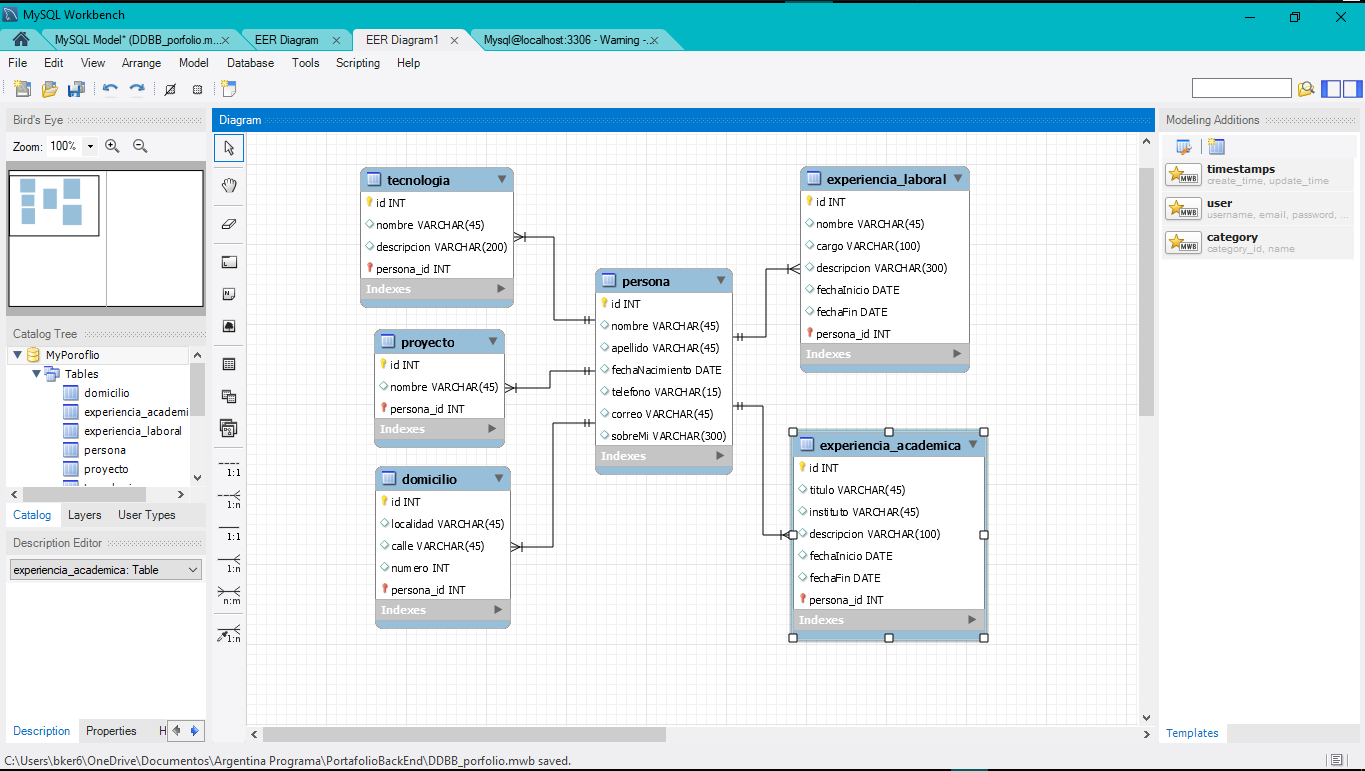 MySQL Workbench
MySQL Model* (DDBB_porfolio.m...
EER Diagram
EER Diagram1
Mysql@localhost:3306 - Warning -...
File Edit View Arrange Model Database Tools Scripting Help
Bird's Eye
Zoom: 100%
Catalog Tree
MyPoroflio
Tables
domicilio
experiencia_academi
experiencia_laboral
persona
proyecto
Catalog Layers User Types
Description Editor
experiencia_academica: Table
Description Properties H
Diagram
1:1
1:n
1:1
1:n
n:m
1:n
tecnologia
id INT
nombre VARCHAR(45)
descripcion VARCHAR(200)
persona_id INT
Indexes
proyecto
id INT
nombre VARCHAR(45)
persona_id INT
Indexes
domicilio
id INT
localidad VARCHAR(45)
calle VARCHAR(45)
numero INT
persona_id INT
Indexes
persona
id INT
nombre VARCHAR(45)
apellido VARCHAR(45)
fechaNacimiento DATE
telefono VARCHAR(15)
correo VARCHAR(45)
sobreMi VARCHAR(300)
Indexes
experiencia_laboral
id INT
nombre VARCHAR(45)
cargo VARCHAR(100)
descripcion VARCHAR(300)
fechaInicio DATE
fechaFin DATE
persona_id INT
Indexes
experiencia_academica
id INT
titulo VARCHAR(45)
instituto VARCHAR(45)
descripcion VARCHAR(100)
fechaInicio DATE
fechaFin DATE
persona_id INT
Indexes
Modeling Additions
MWB
timestamps
create_time, update_time
MWB
user
username, email, password, ...
MWB
category
category_id, name
Templates
C:\Users\bker6\OneDrive\Documentos\Argentina Programa\PortafolioBackEnd\DDBB_porfolio.mwb saved.